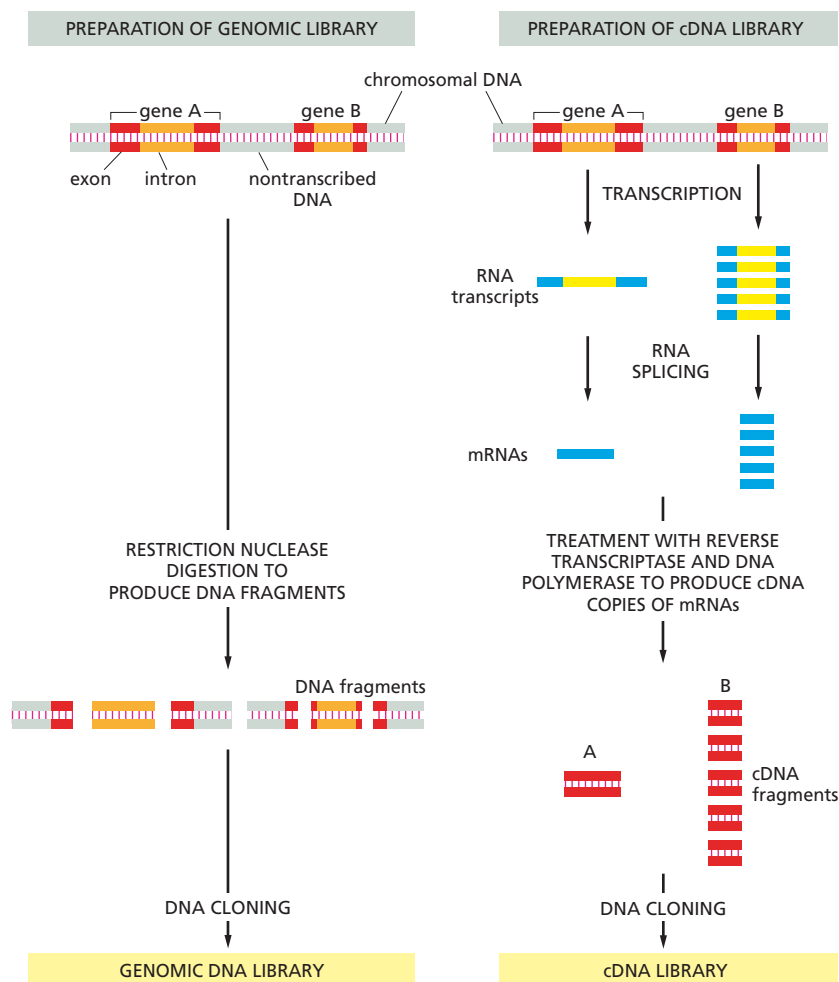 PREPARATION OF GENOMIC LIBRARY
gene A
gene B
exon
intron
nontranscribed
DNA
RESTRICTION NUCLEASE
DIGESTION TO
PRODUCE DNA FRAGMENTS
DNA fragments
DNA CLONING
GENOMIC DNA LIBRARY
chromosomal DNA
PREPARATION OF cDNA LIBRARY
gene A
gene B
TRANSCRIPTION
RNA
transcripts
RNA
SPLICING
mRNAs
TREATMENT WITH REVERSE
TRANSCRIPTASE AND DNA
POLYMERASE TO PRODUCE cDNA
COPIES OF mRNAs
A
B
cDNA
fragments
DNA CLONING
cDNA LIBRARY